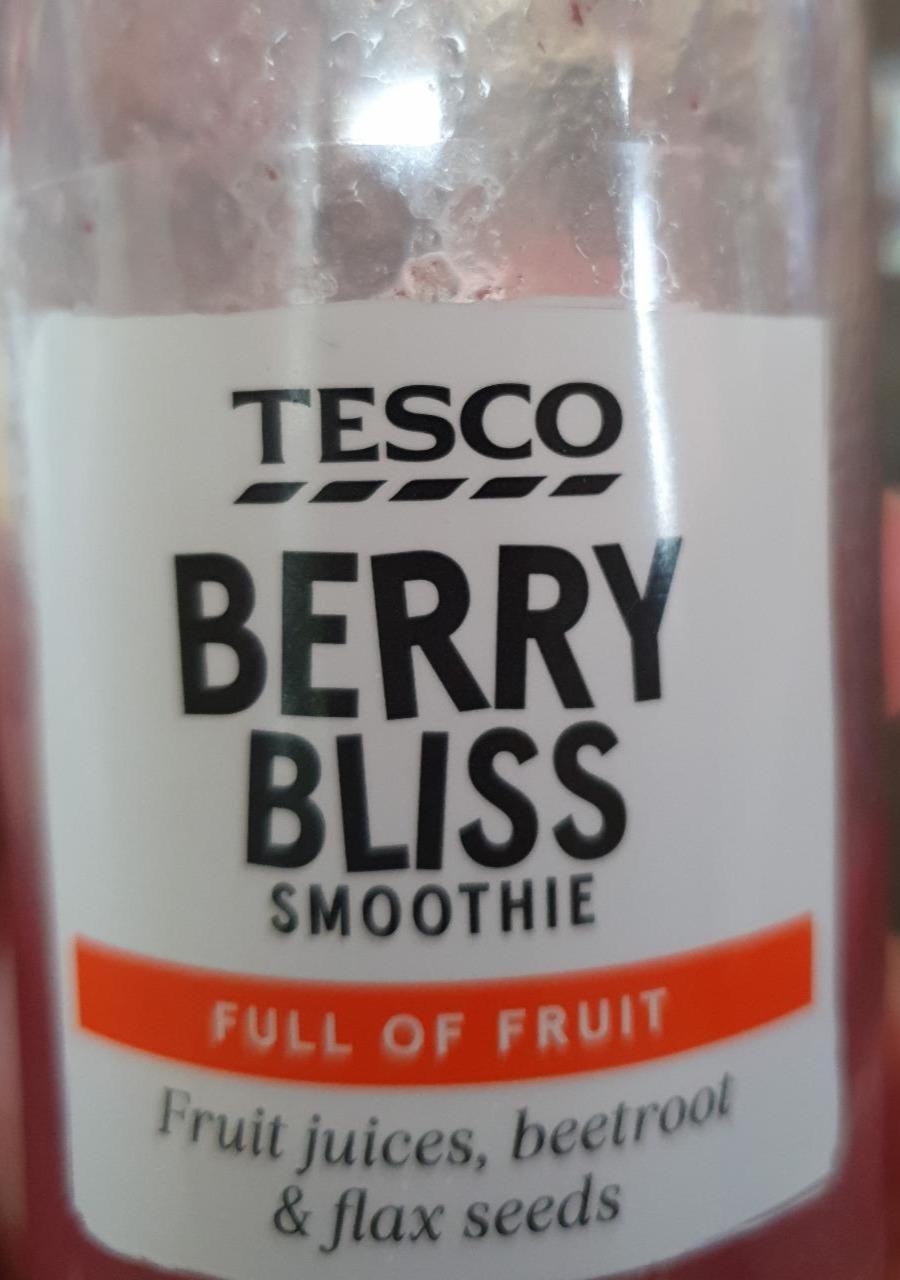 TESCO
BERRY
BLISS
SMOOTHIE
FULL OF FRUIT
Fruit juices, beetroot
& flax seeds